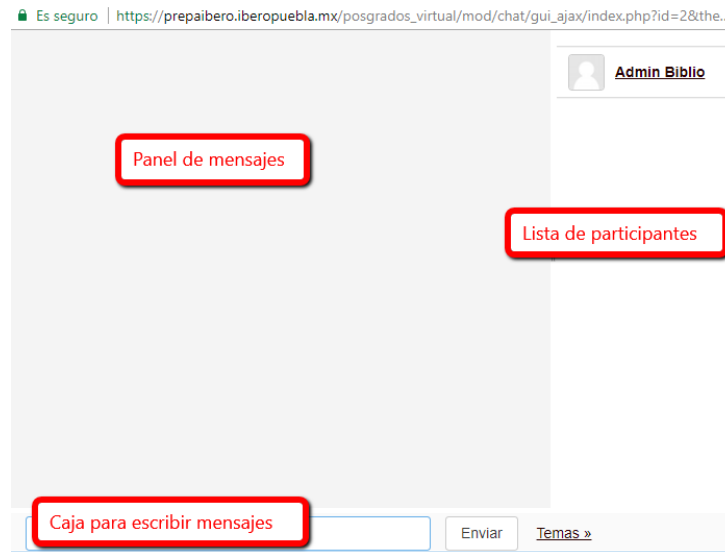 Es seguro | https://prepaibero.iberopuebla.mx/posgrados_virtual/mod/chat/gui_ajax/index.php?id=2&the...
Admin Biblio
Panel de mensajes
Lista de participantes
Caja para escribir mensajes
Enviar Temas »